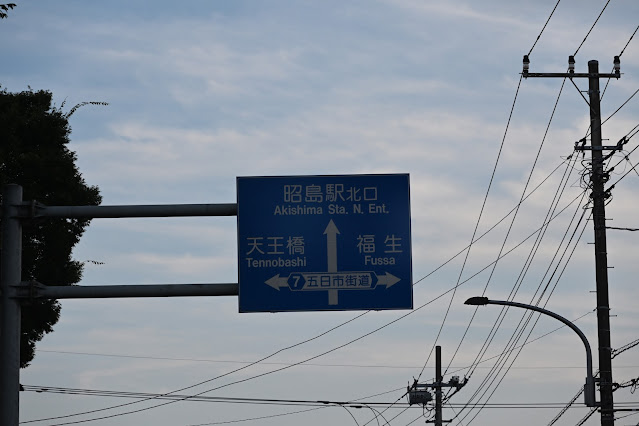 昭島駅北口
Akishima Sta. N. Ent.
天王橋 福生
Tennobashi Fussa
7 五日市街道